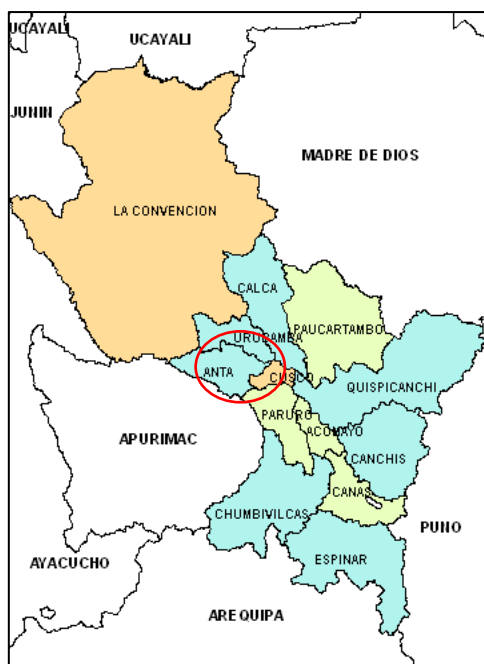 UCAYALI
UCAYALI
JUNIN
MADRE DE DIOS
LA CONVENCION
CALCA
PAUCARTAMBO
URUBAMBA
ANTA
CUSCO
QUISPICANCHI
PARURO
ACOMAYO
APURIMAC
CANCHIS
CANAS
CHUMBIVILCAS
PUNO
AYACUCHO
ESPINAR
AREQUIPA